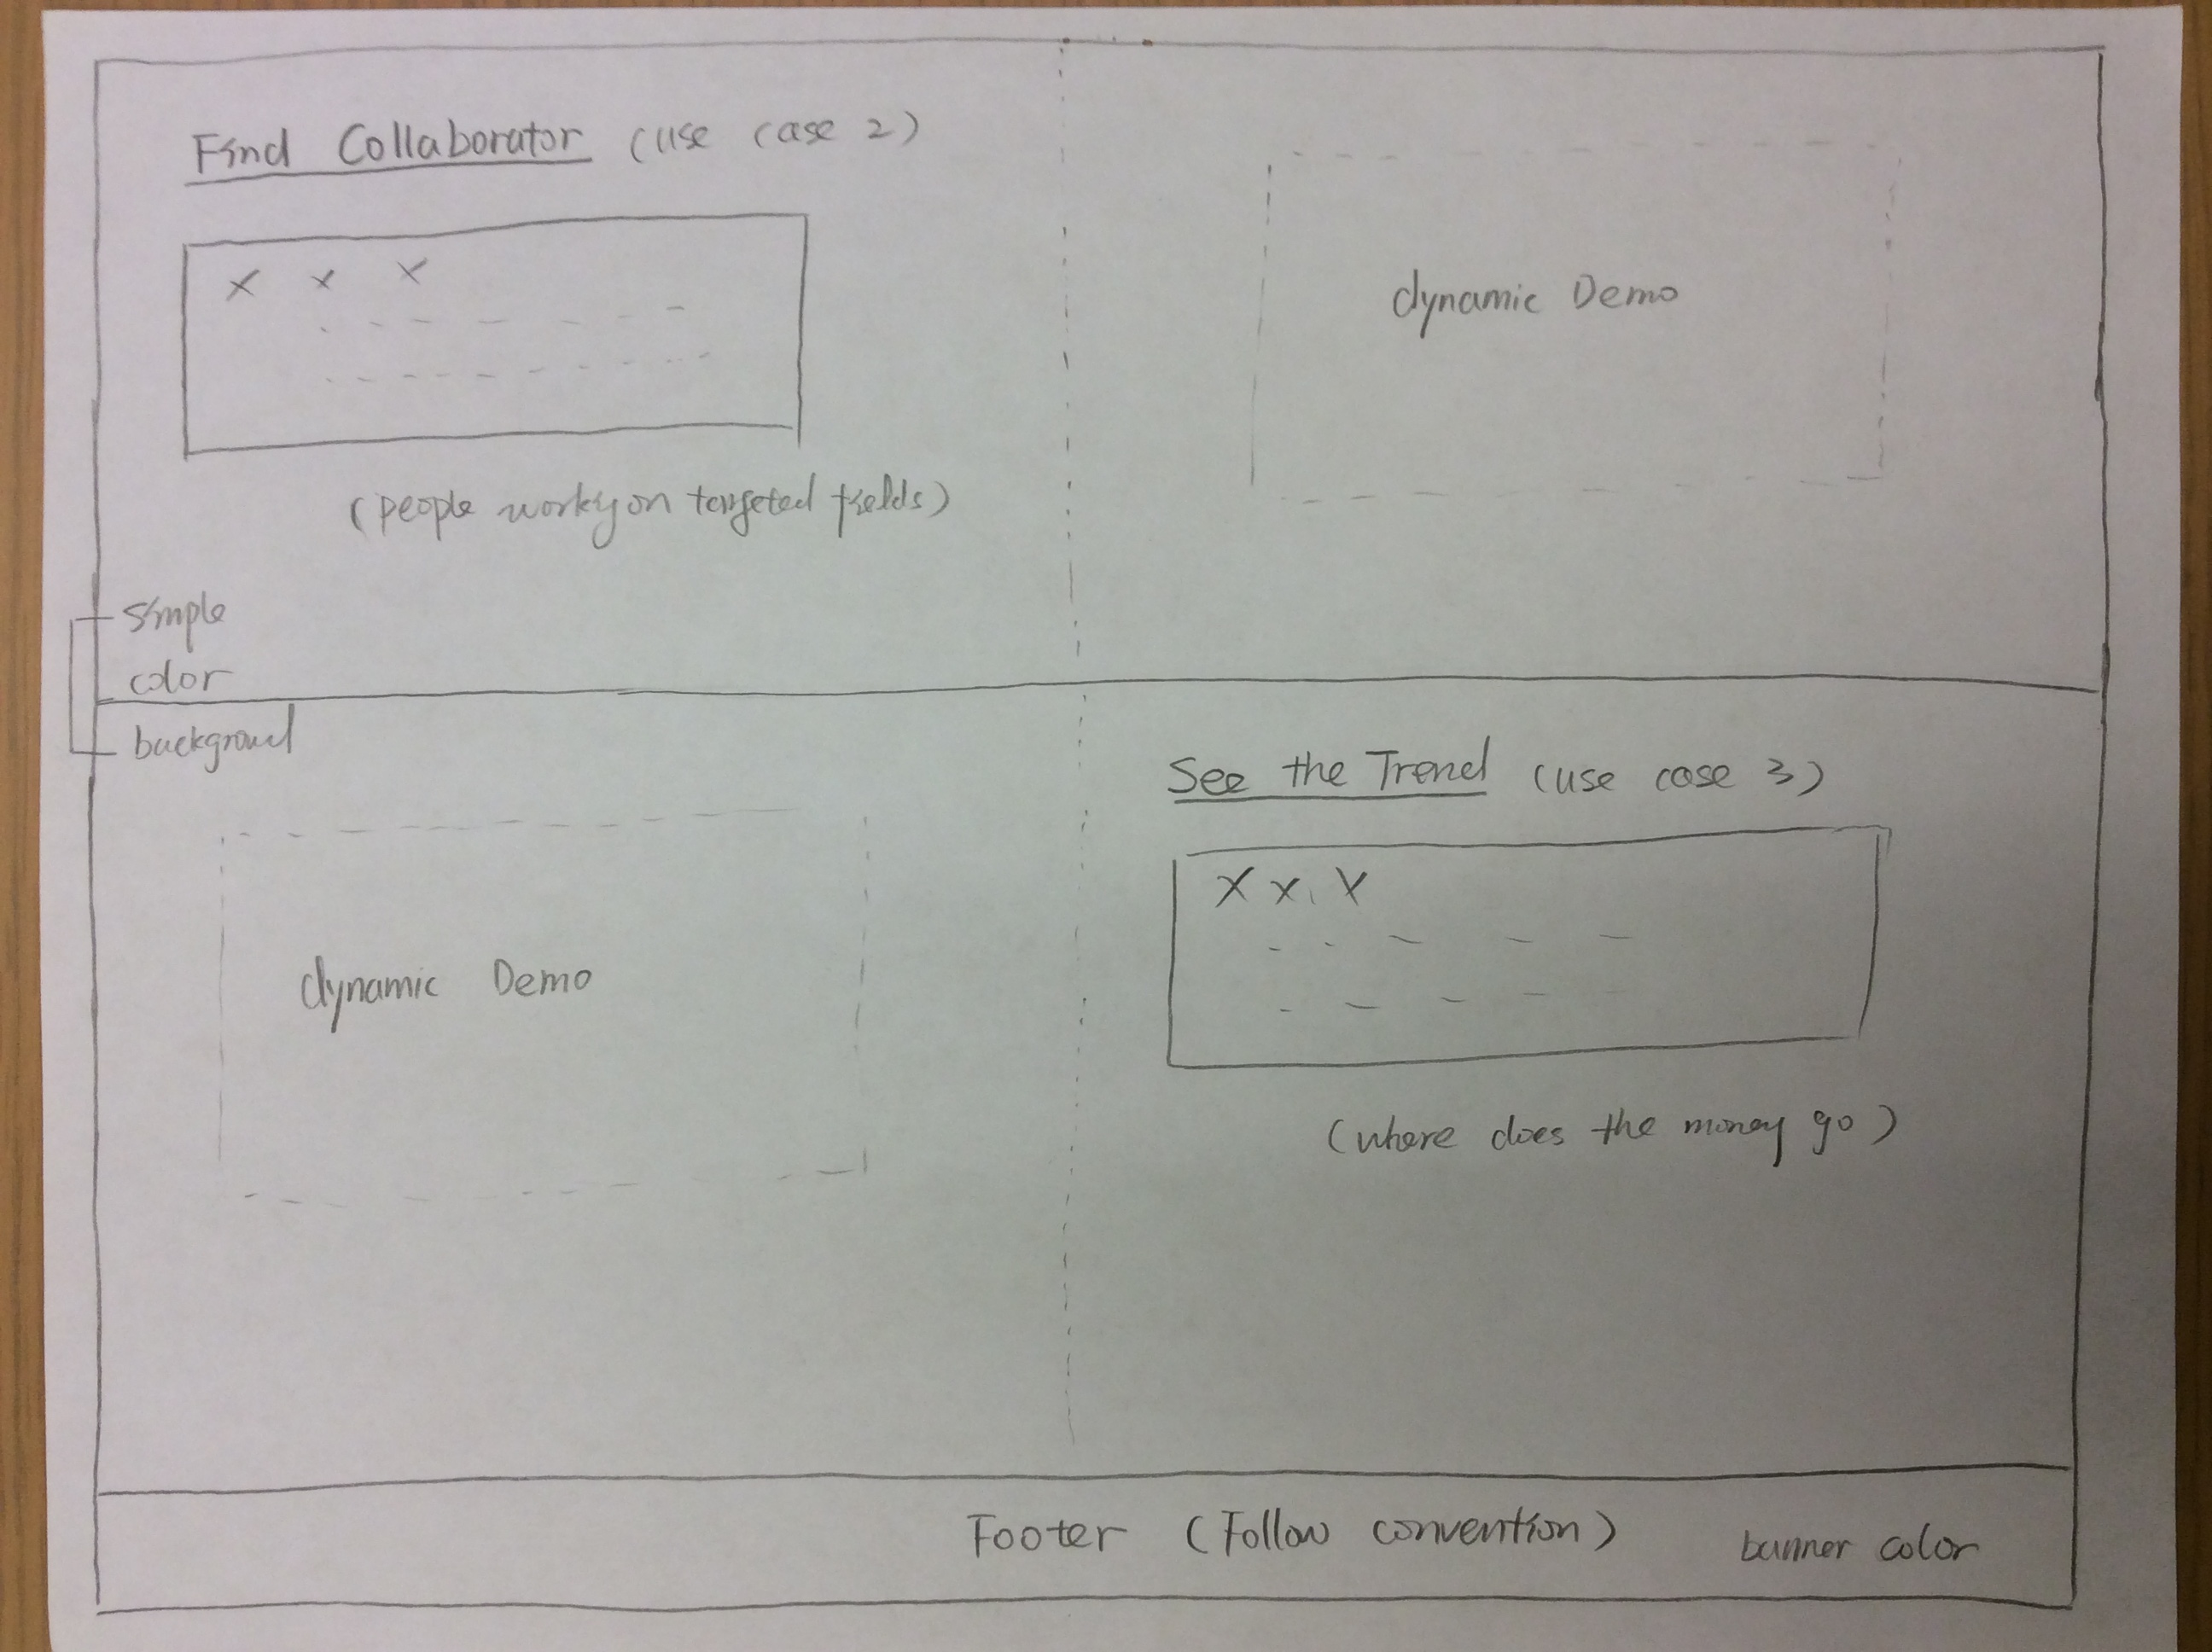 Find Collaborator (use case 2)
x x x
(people worky on targeted fields)
dynamic Demo
simple
color
background
dynamic Demo
See the Trend (use case 3)
X X X
(where does the money go)
Footer (Follow convention) banner color